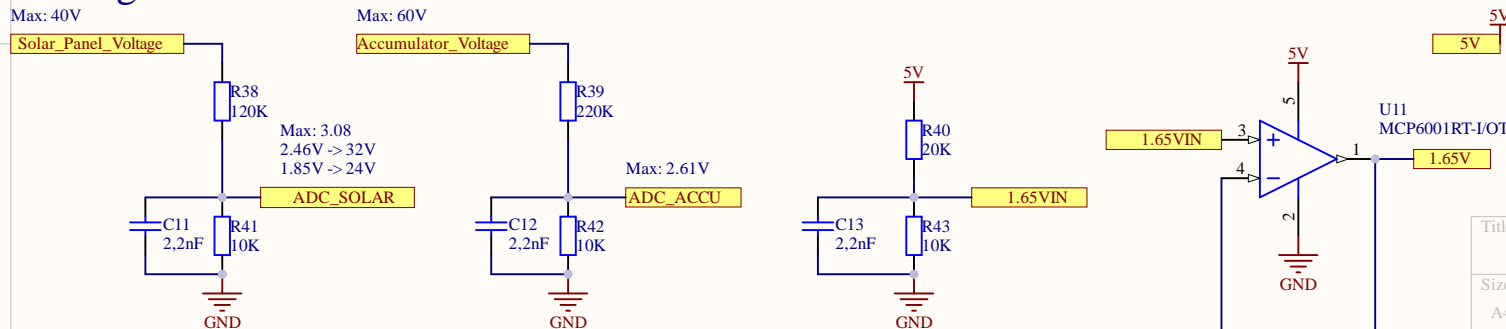 Max: 40V
Solar_Panel_Voltage
R38
120K
Max: 3.08
2.46V -> 32V
1.85V -> 24V
ADC_SOLAR
C11
2,2nF
R41
10K
GND
Max: 60V
Accumulator_Voltage
R39
220K
Max: 2.61V
ADC_ACCU
C12
2,2nF
R42
10K
GND
5V
R40
20K
1.65VIN
C13
2,2nF
R43
10K
GND
5V
5
U11
MCP6001RT-I/OT
1.65VIN
3
+
4
-
1
1.65V
2
GND
5V
5V
Size
A4